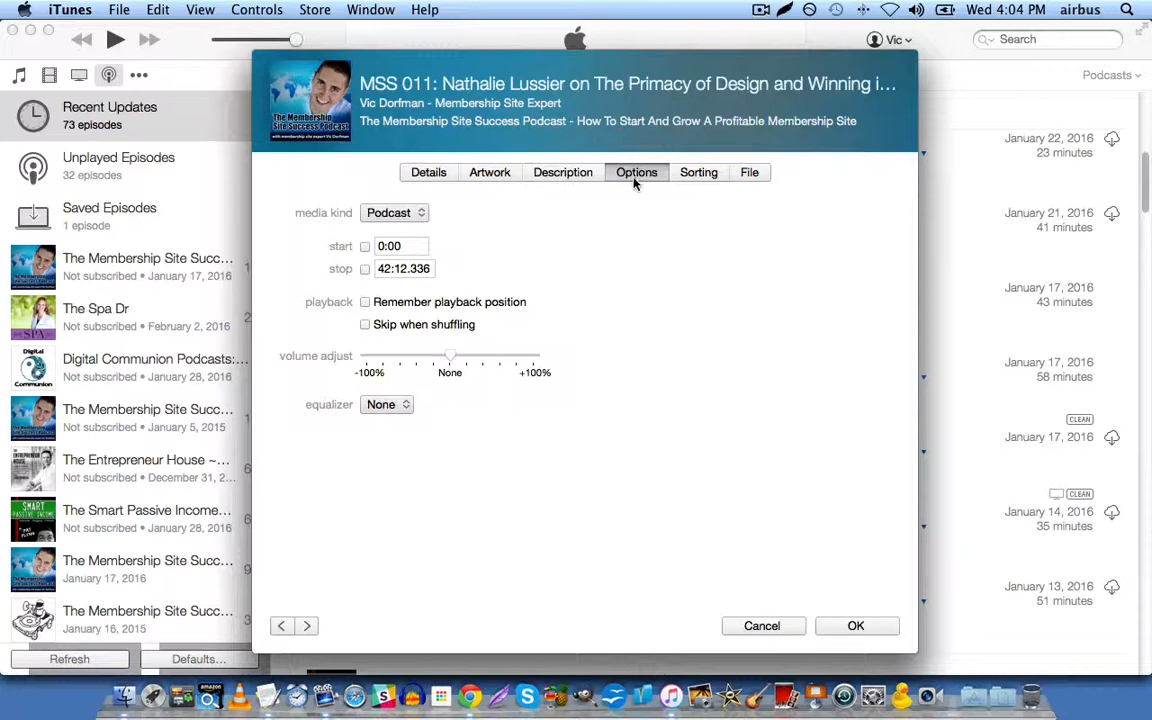 iTunes File Edit View Controls Store Window Help
Wed 4:04 PM airbus
Vic
Search
Podcasts
Recent Updates
73 episodes
Unplayed Episodes
32 episodes
Saved Episodes
1 episode
The Membership Site Succ...
Not subscribed • January 17, 2016
The Spa Dr
Not subscribed • February 2, 2016
Digital Communion Podcasts:...
Not subscribed • January 28, 2016
The Membership Site Succ...
Not subscribed • January 5, 2015
The Entrepreneur House ~...
Not subscribed • December 31, 2...
The Smart Passive Income...
Not subscribed • January 28, 2016
The Membership Site Succ...
January 17, 2016
The Membership Site Succ...
January 16, 2015
Refresh Defaults...
The Membership Site
Success Podcast
MSS 011: Nathalie Lussier on The Primacy of Design and Winning i...
Vic Dorfman - Membership Site Expert
The Membership Site Success Podcast - How To Start And Grow A Profitable Membership Site
Details Artwork Description Options Sorting File
media kind Podcast
start 0:00
stop 42:12.336
playback Remember playback position
Skip when shuffling
volume adjust
-100% None +100%
equalizer None
Cancel OK
January 22, 2016
23 minutes
January 21, 2016
41 minutes
January 17, 2016
43 minutes
January 17, 2016
58 minutes
CLEAN
January 17, 2016
CLEAN
January 14, 2016
35 minutes
January 13, 2016
51 minutes